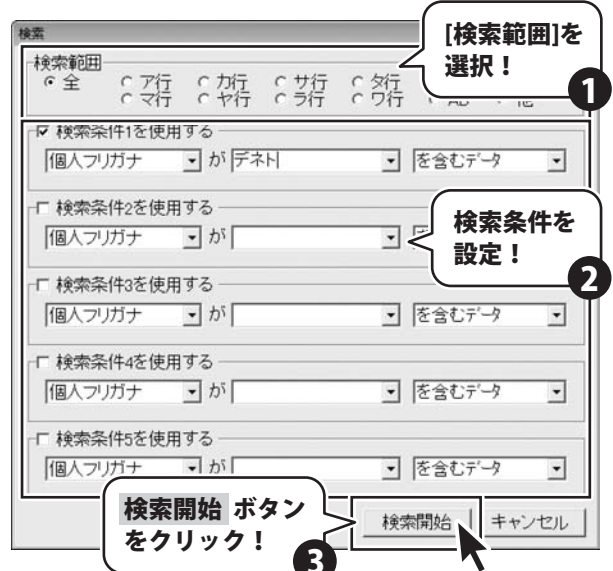 検索
[検索範囲]を
選択！
1
検索範囲
全 ア行 カ行 サ行 タ行
マ行 ヤ行 ラ行 ワ行 他
検索条件1を使用する
個人フリガナ が デネト を含むデータ
検索条件2を使用する
個人フリガナ が
検索条件を
設定！
2
検索条件3を使用する
個人フリガナ が を含むデータ
検索条件4を使用する
個人フリガナ が を含むデータ
検索条件5を使用する
個人フリガナ が を含むデータ
検索開始 ボタン
をクリック！
3
検索開始 キャンセル